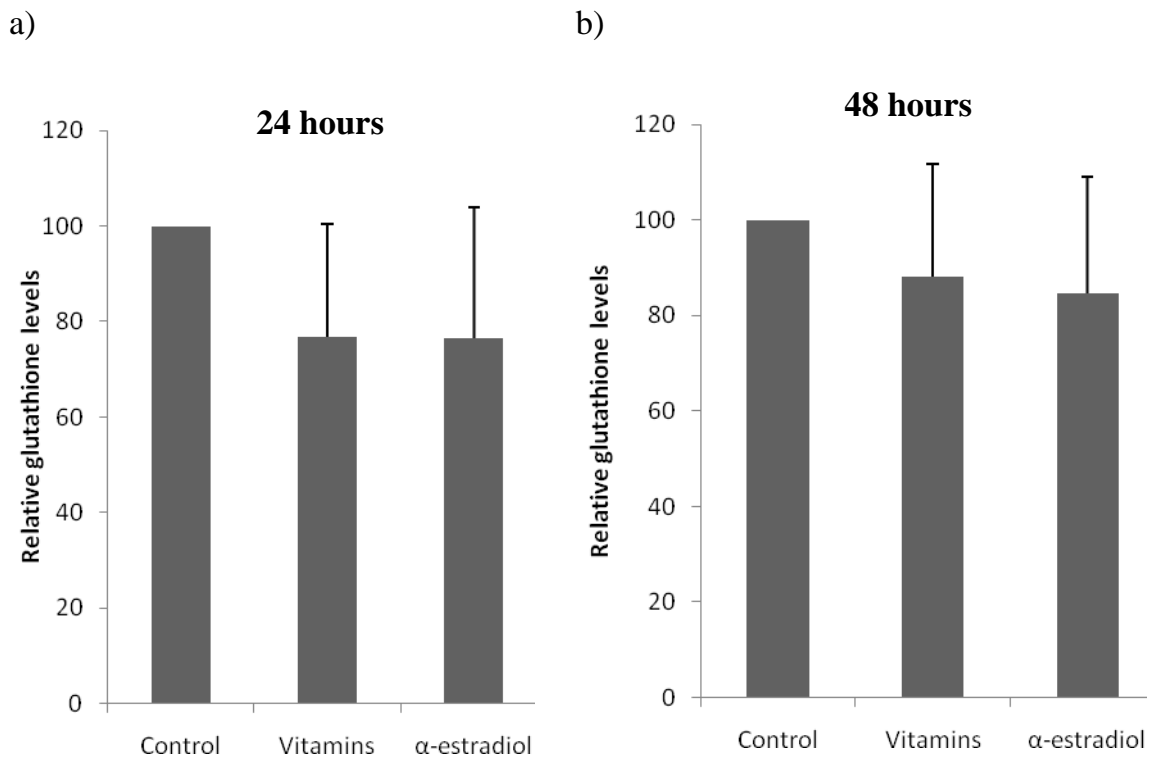 a)
24 hours
120
100
80
60
40
20
0
Relative glutathione levels
Control Vitamins α-estradiol
b)
48 hours
120
100
80
60
40
20
0
Relative glutathione levels
Control Vitamins α-estradiol